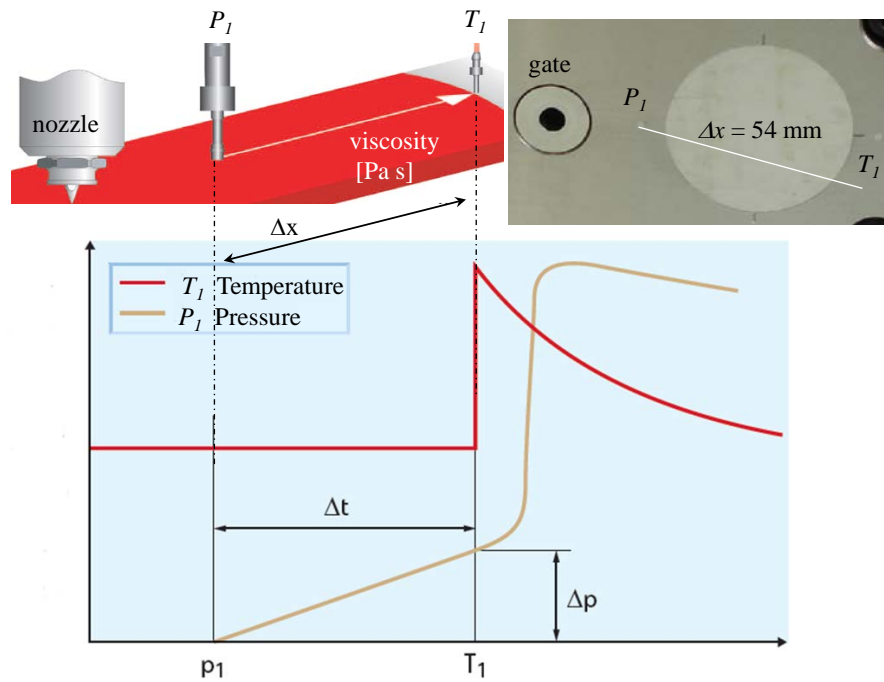 P1
T1
nozzle
viscosity
[Pa s]
gate
P1
Δx = 54 mm
T1
Δx
T1 Temperature
P1 Pressure
Δt
Δp
p1
T1